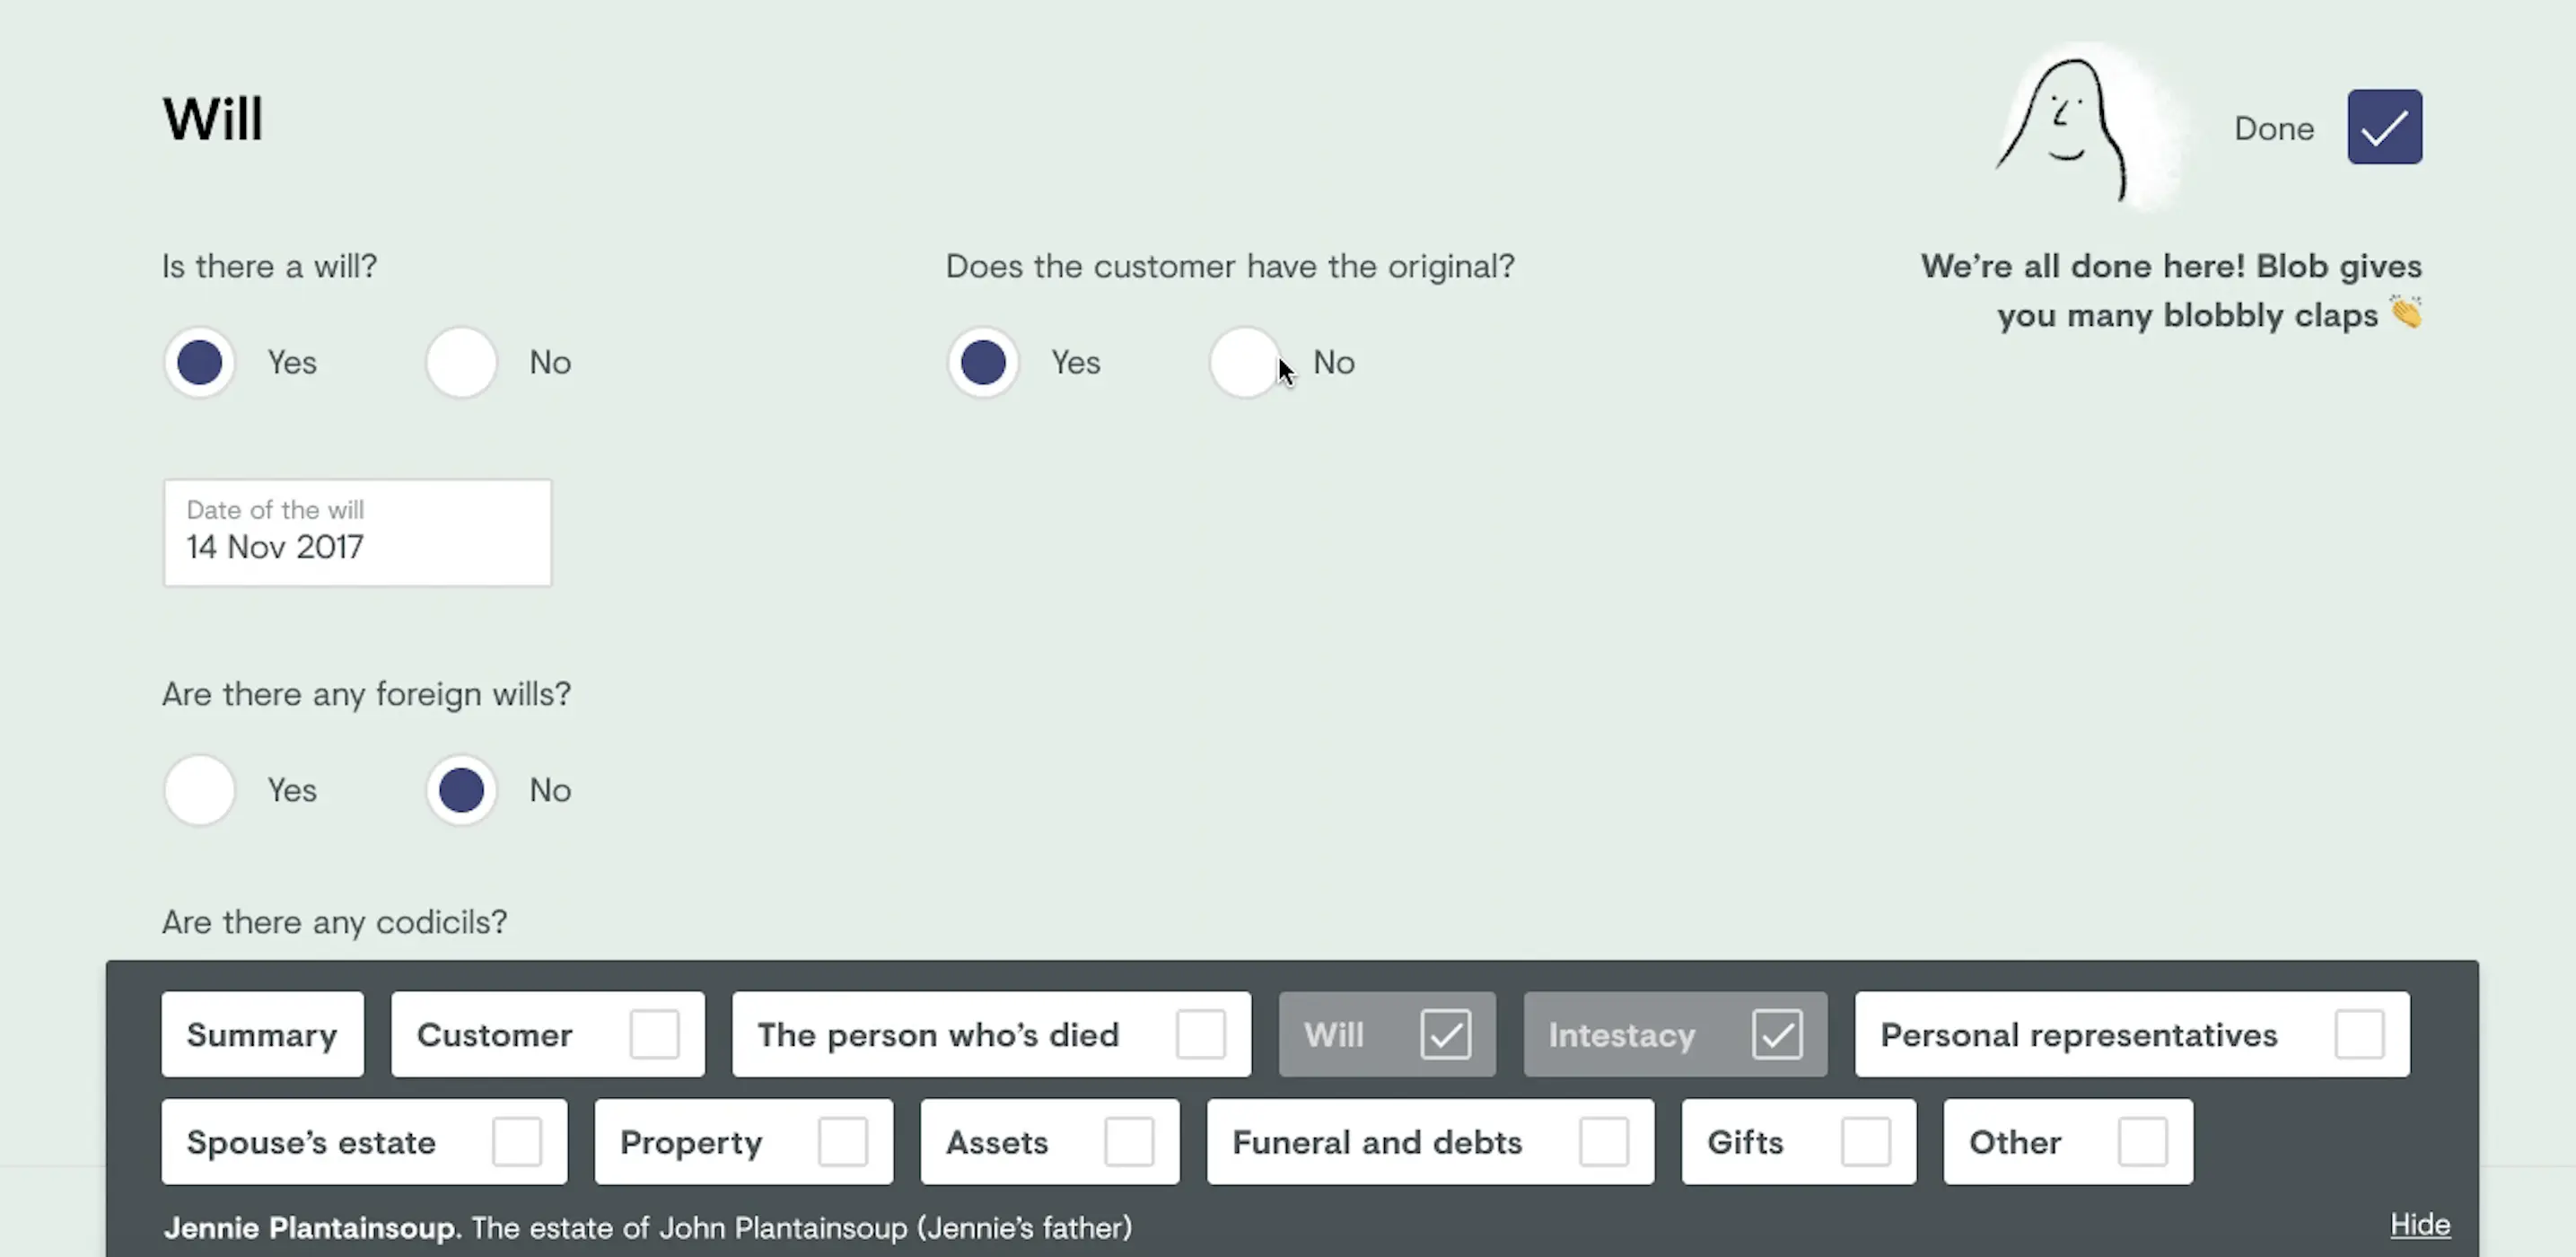 Will
Done
Is there a will?
Does the customer have the original?
We're all done here! Blob gives
you many blobbly claps 👏
Yes
No
Yes
No
Date of the will
14 Nov 2017
Are there any foreign wills?
Yes
No
Are there any codicils?
Summary
Customer
The person who's died
Will
Intestacy
Personal representatives
Spouse's estate
Property
Assets
Funeral and debts
Gifts
Other
Jennie Plantainsoup. The estate of John Plantainsoup (Jennie's father)
Hide